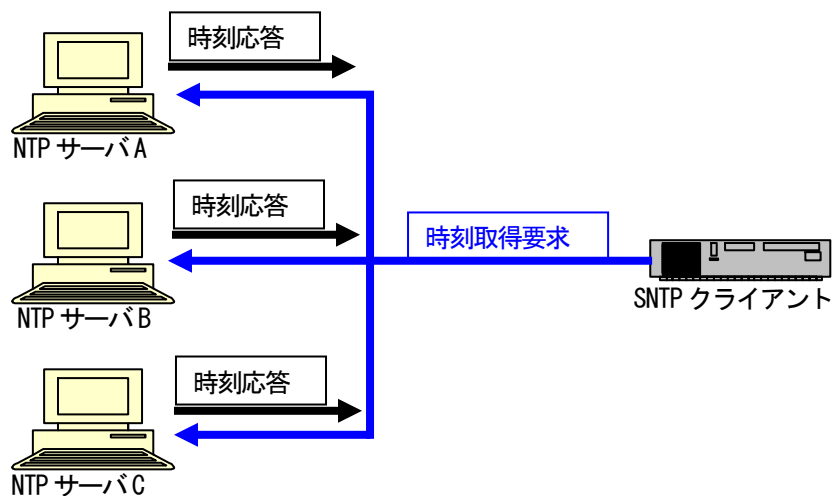 時刻応答
NTP サーバ A
時刻応答
時刻取得要求
NTP サーバ B
SNTP クライアント
時刻応答
NTP サーバ C